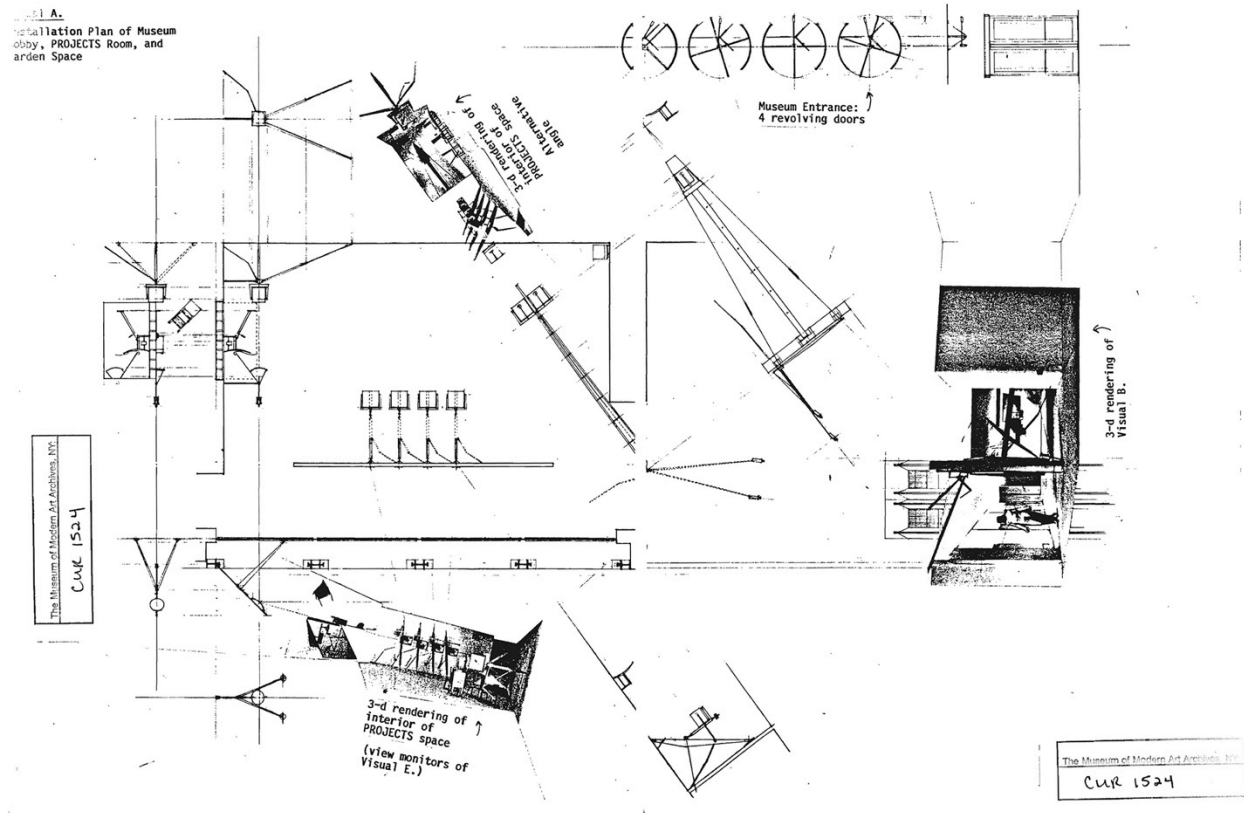 A.
Installation Plan of Museum
Lobby, PROJECTS Room, and
Garden Space
3-d rendering of
interior of
PROJECTS space
Alternative
angle
Museum Entrance:
4 revolving doors
3-d rendering of
Visual B.
The Museum of Modern Art Archives, NY:
CUR 1524
3-d rendering of
interior of
PROJECTS space
(view monitors of
Visual E.)
The Museum of Modern Art Archives, NY:
CUR 1524